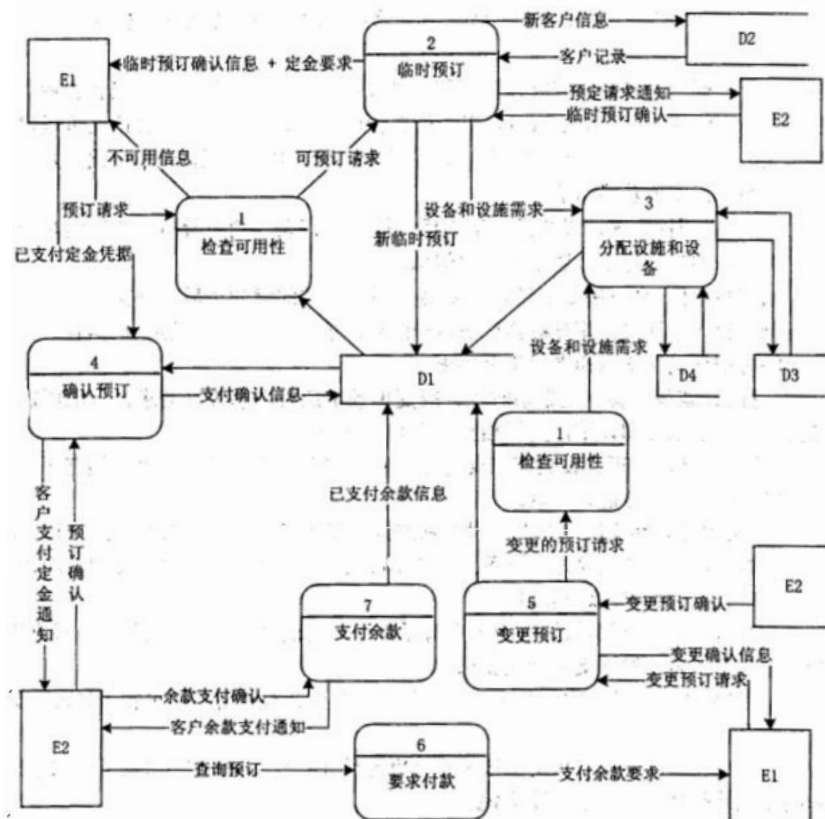 新客户信息
2
D2
临时预订确认信息 + 定金要求
客户记录
临时预订
E1
预定请求通知
E2
临时预订确认
不可用信息
可预订请求
预订请求
1
设备和设施需求
3
检查可用性
新临时预订
已支付定金凭据
分配设施和设
备
4
设备和设施需求
确认预订
D1
D4
D3
支付确认信息
1
检查可用性
已支付余款信息
客户支付定金通知
预订确认
变更的预订请求
E2
7
5
变更预订确认
支付余款
变更预订
变更确认信息
变更预订请求
余款支付确认
客户余款支付通知
E2
6
E1
查询预订
要求付款
支付余款要求